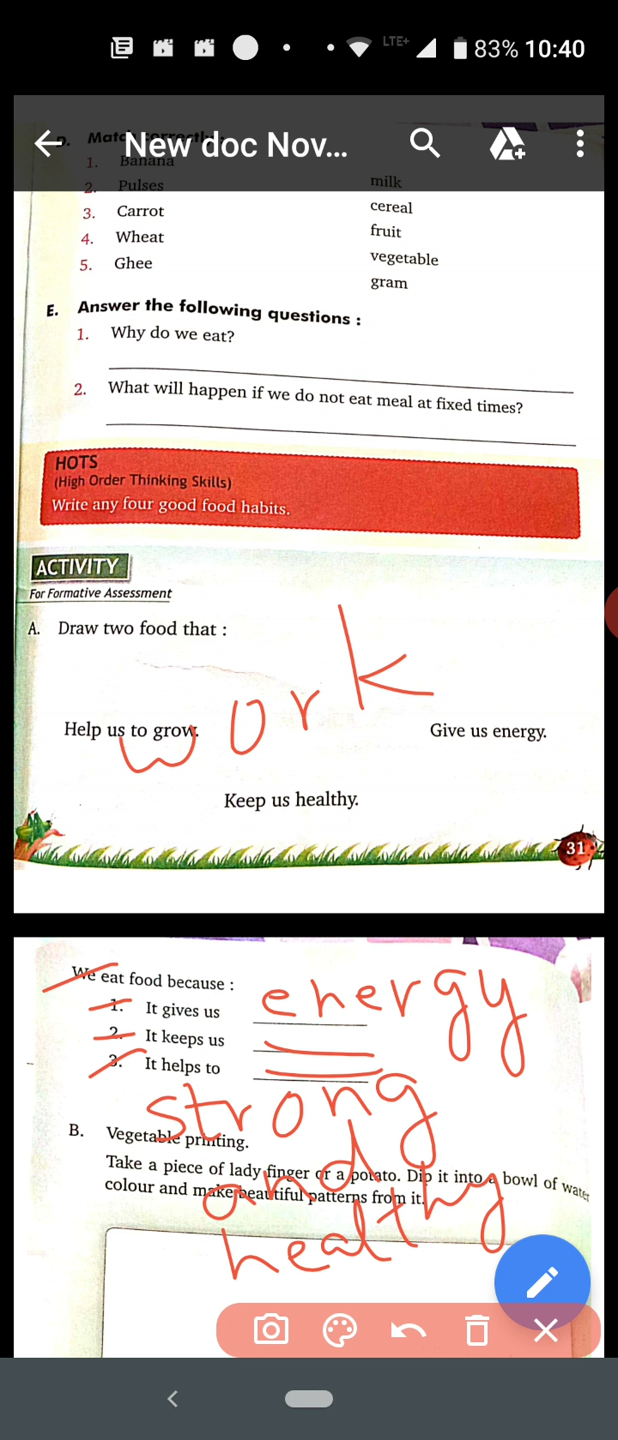 LTE+ 83% 10:40
New doc Nov...
D. Match correctly :
1. Banana
2. Pulses milk
3. Carrot cereal
4. Wheat fruit
5. Ghee vegetable
gram
E. Answer the following questions :
1. Why do we eat?
2. What will happen if we do not eat meal at fixed times?
HOTS
(High Order Thinking Skills)
Write any four good food habits.
ACTIVITY
For Formative Assessment
A. Draw two food that :
work
Help us to grow. Give us energy.
Keep us healthy.
31
We eat food because :
1. It gives us energy
2. It keeps us
3. It helps to
strong
B. Vegetable printing.
and
Take a piece of lady finger or a potato. Dip it into a bowl of water
colour and make beautiful patterns from it.
healthy